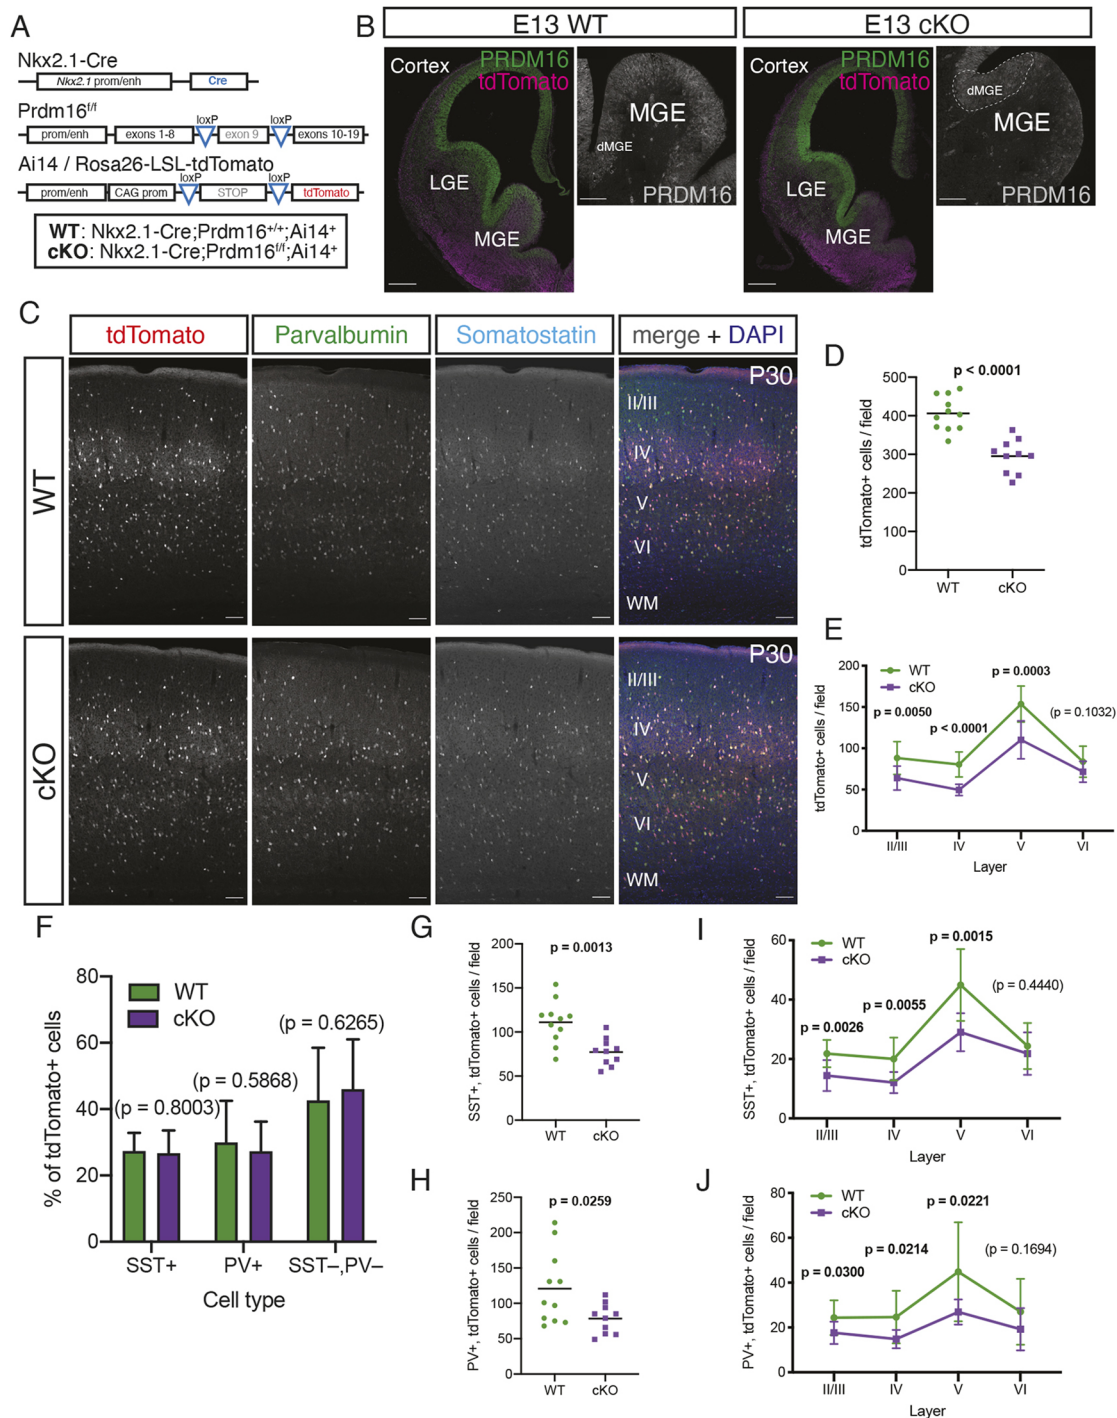 A
Nkx2.1-Cre
Nkx2.1 prom/enh
Cre
Prdm16f/f
loxP
loxP
prom/enh
exons 1-8
exon 9
exons 10-19
Ai14 / Rosa26-LSL-tdTomato
loxP
loxP
prom/enh
CAG prom
STOP
tdTomato
WT: Nkx2.1-Cre;Prdm16+/+;Ai14+
cKO: Nkx2.1-Cre;Prdm16f/f;Ai14+
B
E13 WT
E13 cKO
Cortex
PRDM16
tdTomato
LGE
MGE
MGE
dMGE
PRDM16
Cortex
PRDM16
tdTomato
LGE
MGE
dMGE
MGE
PRDM16
C
tdTomato
Parvalbumin
Somatostatin
merge + DAPI
WT
P30
II/III
IV
V
VI
WM
cKO
P30
II/III
IV
V
VI
WM
D
p < 0.0001
tdTomato+ cells / field
500
400
300
200
100
0
WT
cKO
E
WT
cKO
p = 0.0050
p < 0.0001
p = 0.0003
(p = 0.1032)
tdTomato+ cells / field
200
150
100
50
0
II/III
IV
V
VI
Layer
F
WT
cKO
(p = 0.8003)
(p = 0.5868)
(p = 0.6265)
% of tdTomato+ cells
80
60
40
20
0
SST+
PV+
SST–,PV–
Cell type
G
p = 0.0013
SST+, tdTomato+ cells / field
200
150
100
50
0
WT
cKO
H
p = 0.0259
PV+, tdTomato+ cells / field
250
200
150
100
50
0
WT
cKO
I
WT
cKO
p = 0.0026
p = 0.0055
p = 0.0015
(p = 0.4440)
SST+, tdTomato+ cells / field
60
40
20
0
II/III
IV
V
VI
Layer
J
WT
cKO
p = 0.0300
p = 0.0214
p = 0.0221
(p = 0.1694)
PV+, tdTomato+ cells / field
80
60
40
20
0
II/III
IV
V
VI
Layer